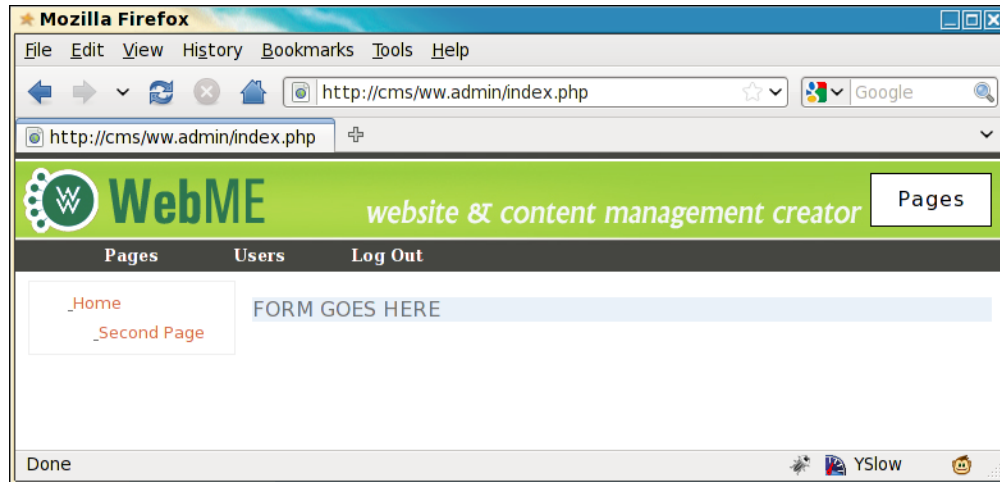 Mozilla Firefox
File Edit View History Bookmarks Tools Help
http://cms/ww.admin/index.php Google
http://cms/ww.admin/index.php
W WebME website & content management creator Pages
Pages Users Log Out
_Home
FORM GOES HERE
_Second Page
Done YSlow